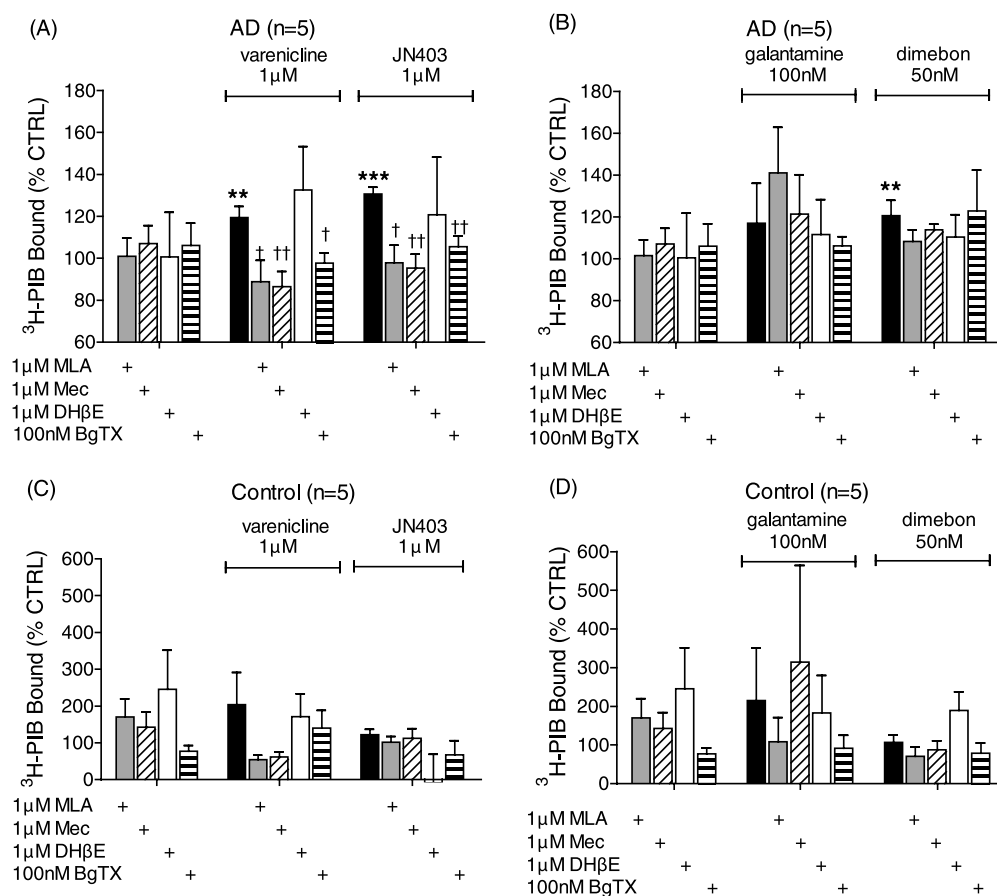 (A)
AD (n=5)
varenicline
1μM
JN403
1μM
³H-PIB Bound (% CTRL)
180
160
140
120
100
80
60
**
†
††
†
***
†
††
††
1μM MLA + + +
1μM Mec + + +
1μM DHβE + + +
100nM BgTX + + +
(B)
AD (n=5)
galantamine
100nM
dimebon
50nM
³H-PIB Bound (% CTRL)
180
160
140
120
100
80
60
**
1μM MLA + + +
1μM Mec + + +
1μM DHβE + + +
100nM BgTX + + +
(C)
Control (n=5)
varenicline
1μM
JN403
1μM
³H-PIB Bound (% CTRL)
600
500
400
300
200
100
0
1μM MLA + + +
1μM Mec + + +
1μM DHβE + + +
100nM BgTX + + +
(D)
Control (n=5)
galantamine
100nM
dimebon
50nM
³H-PIB Bound (% CTRL)
600
500
400
300
200
100
0
1μM MLA + + +
1μM Mec + + +
1μM DHβE + + +
100nM BgTX + + +